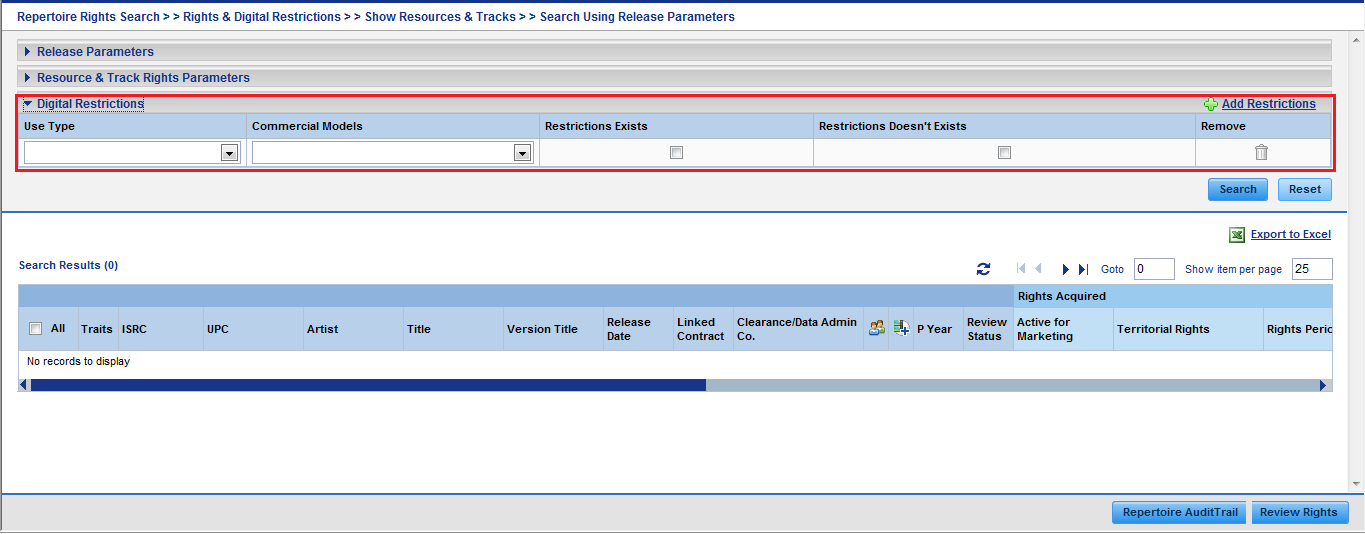 Repertoire Rights Search > > Rights & Digital Restrictions > > Show Resources & Tracks > > Search Using Release Parameters
Release Parameters
Resource & Track Rights Parameters
Digital Restrictions Add Restrictions
Use Type Commercial Models Restrictions Exists Restrictions Doesn't Exists Remove
Search Reset
Export to Excel
Search Results (0) Goto 0 Show item per page 25
Rights Acquired
All Traits ISRC UPC Artist Title Version Title Release Date Linked Contract Clearance/Data Admin Co. P Year Review Status Active for Marketing Territorial Rights Rights Perio
No records to display
Repertoire AuditTrail Review Rights